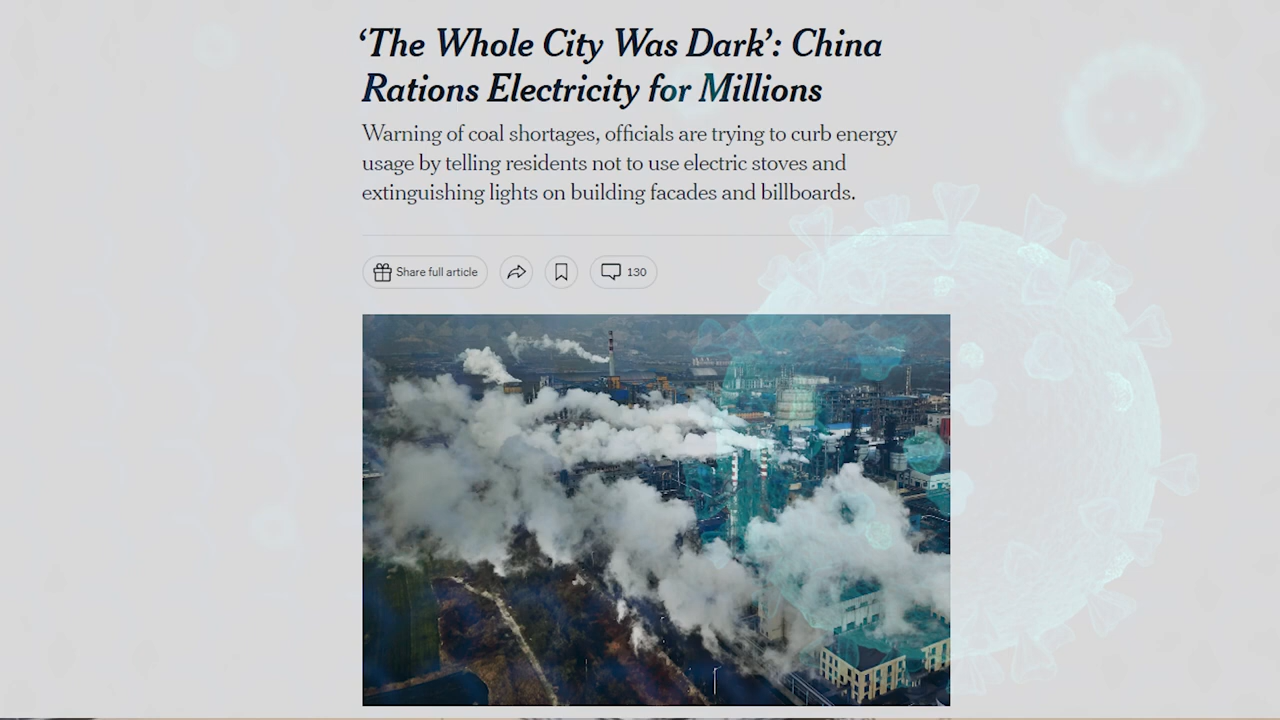 ‘The Whole City Was Dark’: China
Rations Electricity for Millions
Warning of coal shortages, officials are trying to curb energy
usage by telling residents not to use electric stoves and
extinguishing lights on building facades and billboards.
Share full article
130